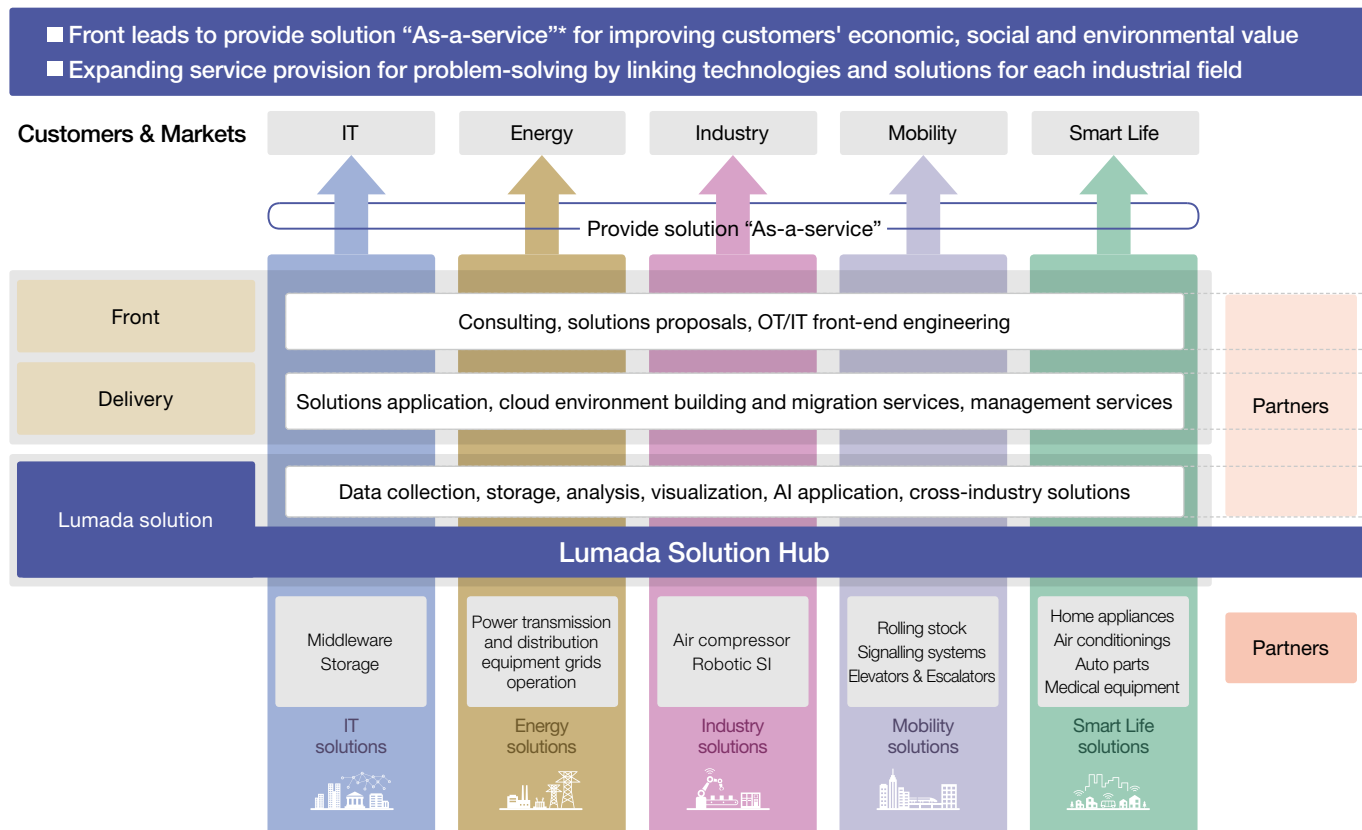 ■ Front leads to provide solution “As-a-service”* for improving customers' economic, social and environmental value
■ Expanding service provision for problem-solving by linking technologies and solutions for each industrial field
Customers & Markets
IT
Energy
Industry
Mobility
Smart Life
Provide solution “As-a-service”
Front
Consulting, solutions proposals, OT/IT front-end engineering
Delivery
Solutions application, cloud environment building and migration services, management services
Partners
Lumada solution
Data collection, storage, analysis, visualization, AI application, cross-industry solutions
Lumada Solution Hub
Middleware
Storage
Power transmission
and distribution
equipment grids
operation
Air compressor
Robotic SI
Rolling stock
Signalling systems
Elevators & Escalators
Home appliances
Air conditionings
Auto parts
Medical equipment
Partners
IT
solutions
Energy
solutions
Industry
solutions
Mobility
solutions
Smart Life
solutions